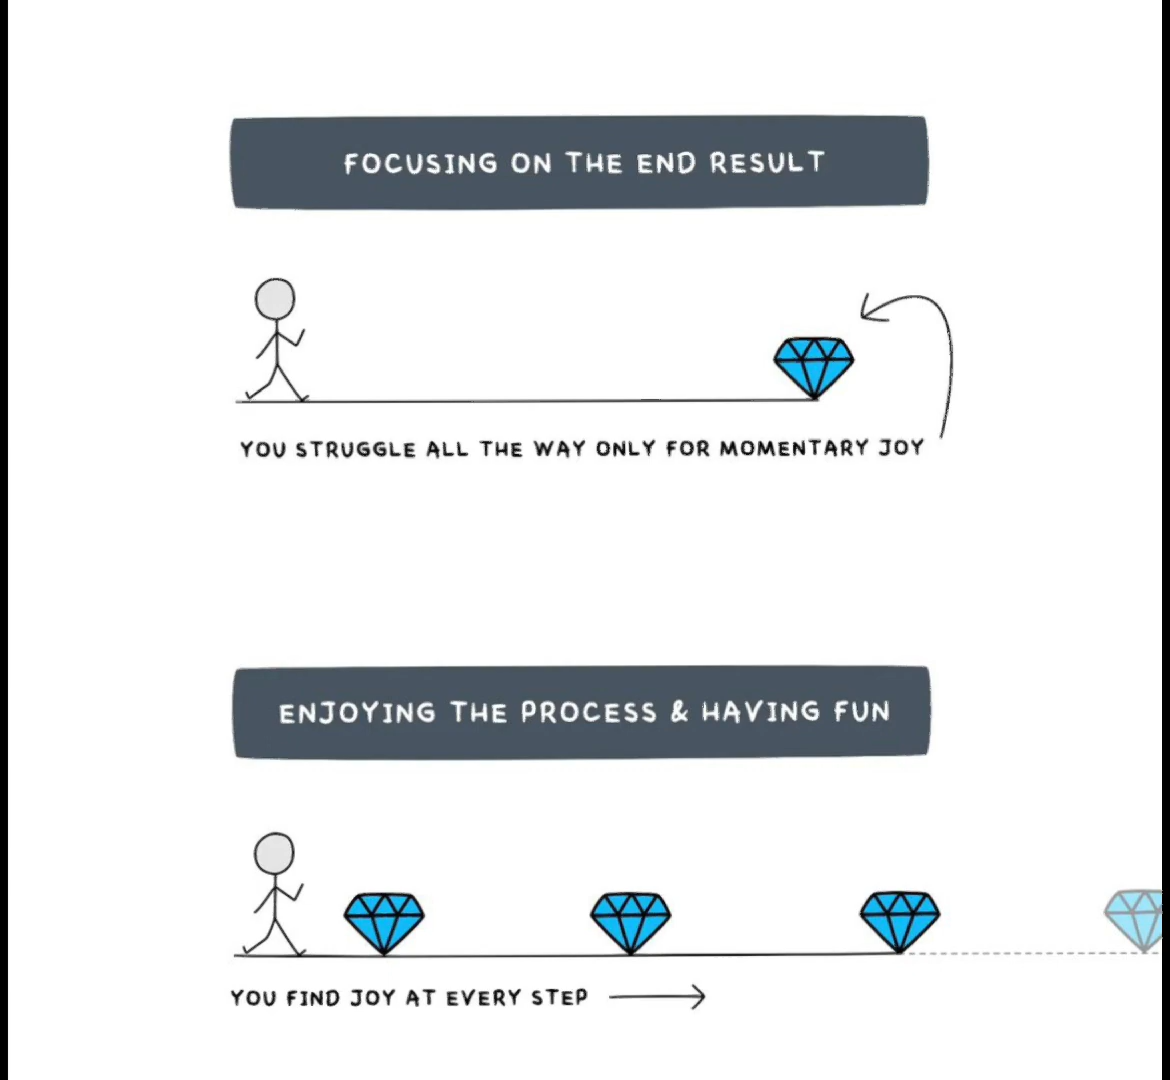 FOCUSING ON THE END RESULT
YOU STRUGGLE ALL THE WAY ONLY FOR MOMENTARY JOY
ENJOYING THE PROCESS & HAVING FUN
YOU FIND JOY AT EVERY STEP